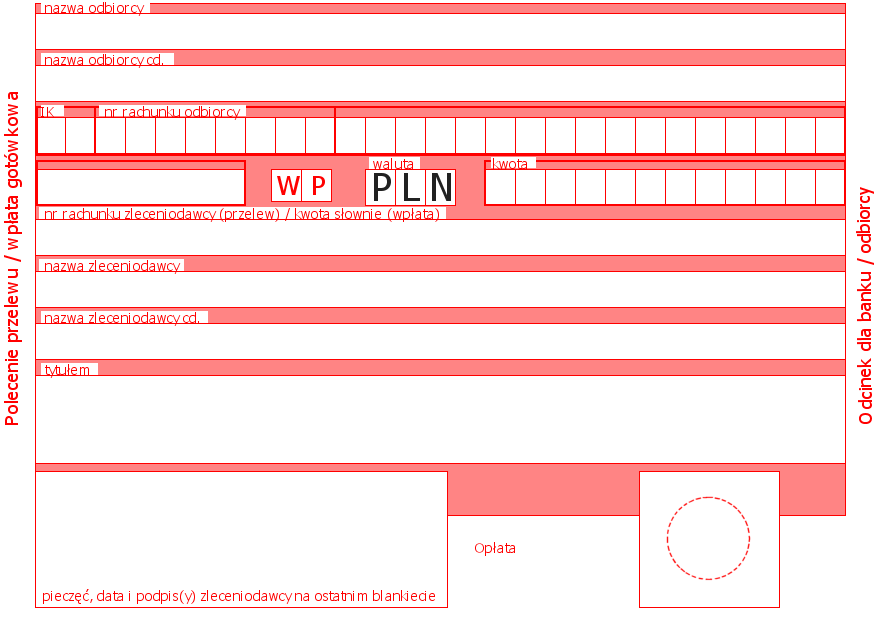 nazwa odbiorcy
nazwa odbiorcy cd.
IK nr rachunku odbiorcy
waluta kwota
W P PLN
nr rachunku zleceniodawcy (przelew) / kwota słownie (wpłata)
nazwa zleceniodawcy
nazwa zleceniodawcy cd.
tytułem
Opłata
pieczęć, data i podpis(y) zleceniodawcy na ostatnim blankiecie
Polecenie przelewu / wpłata gotówkowa
Odcinek dla banku / odbiorcy